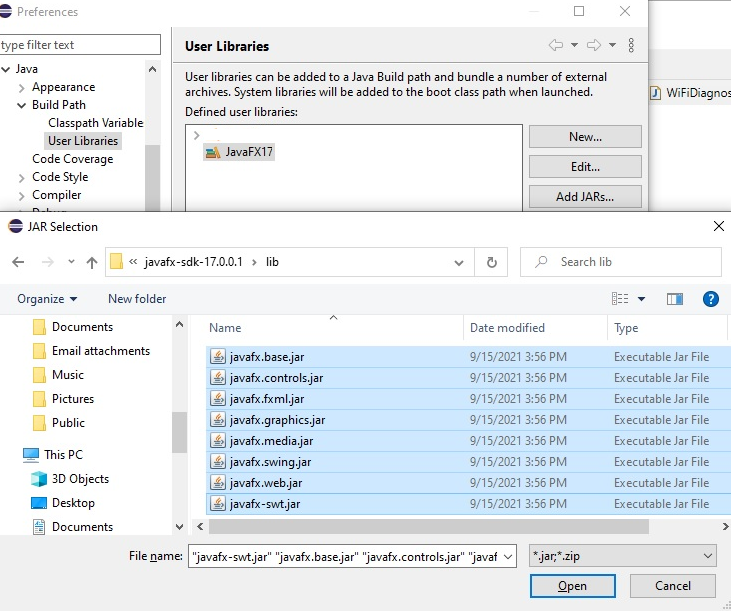 Preferences
type filter text
User Libraries
Java
Appearance
Build Path
Classpath Variable
User Libraries
Code Coverage
Code Style
Compiler
User libraries can be added to a Java Build path and bundle a number of external
archives. System libraries will be added to the boot class path when launched.
Defined user libraries:
JavaFX17
New...
Edit...
Add JARs...
WiFiDiagnos
JAR Selection
« javafx-sdk-17.0.0.1 › lib
Search lib
Organize
New folder
?
Documents
Email attachments
Music
Pictures
Public
This PC
3D Objects
Desktop
Documents
Name Date modified Type
javafx.base.jar 9/15/2021 3:56 PM Executable Jar File
javafx.controls.jar 9/15/2021 3:56 PM Executable Jar File
javafx.fxml.jar 9/15/2021 3:56 PM Executable Jar File
javafx.graphics.jar 9/15/2021 3:56 PM Executable Jar File
javafx.media.jar 9/15/2021 3:56 PM Executable Jar File
javafx.swing.jar 9/15/2021 3:56 PM Executable Jar File
javafx.web.jar 9/15/2021 3:56 PM Executable Jar File
javafx-swt.jar 9/15/2021 3:56 PM Executable Jar File
File name: "javafx-swt.jar" "javafx.base.jar" "javafx.controls.jar" "javaf
*.jar;*.zip
Open
Cancel